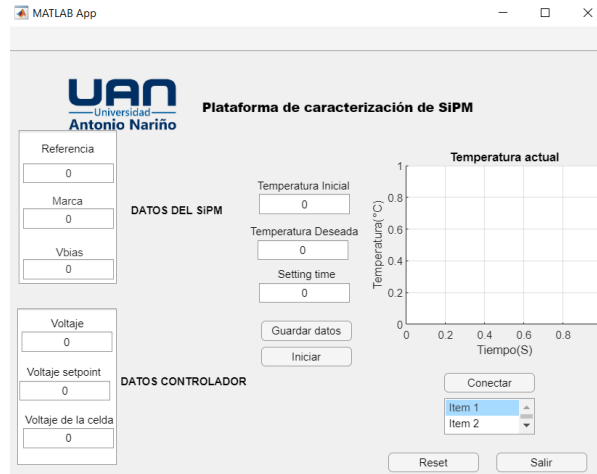 MATLAB App
UAN
Universidad
Antonio Nariño
Plataforma de caracterización de SiPM
Referencia
0
Marca
0
Vbias
0
DATOS DEL SiPM
Temperatura Inicial
0
Temperatura Deseada
0
Setting time
0
Guardar datos
Iniciar
Temperatura actual
Temperatura(°C)
1
0.8
0.6
0.4
0.2
0
0 0.2 0.4 0.6 0.8
Tiempo(S)
Voltaje
0
Voltaje setpoint
0
Voltaje de la celda
0
DATOS CONTROLADOR
Conectar
Item 1
Item 2
Reset
Salir